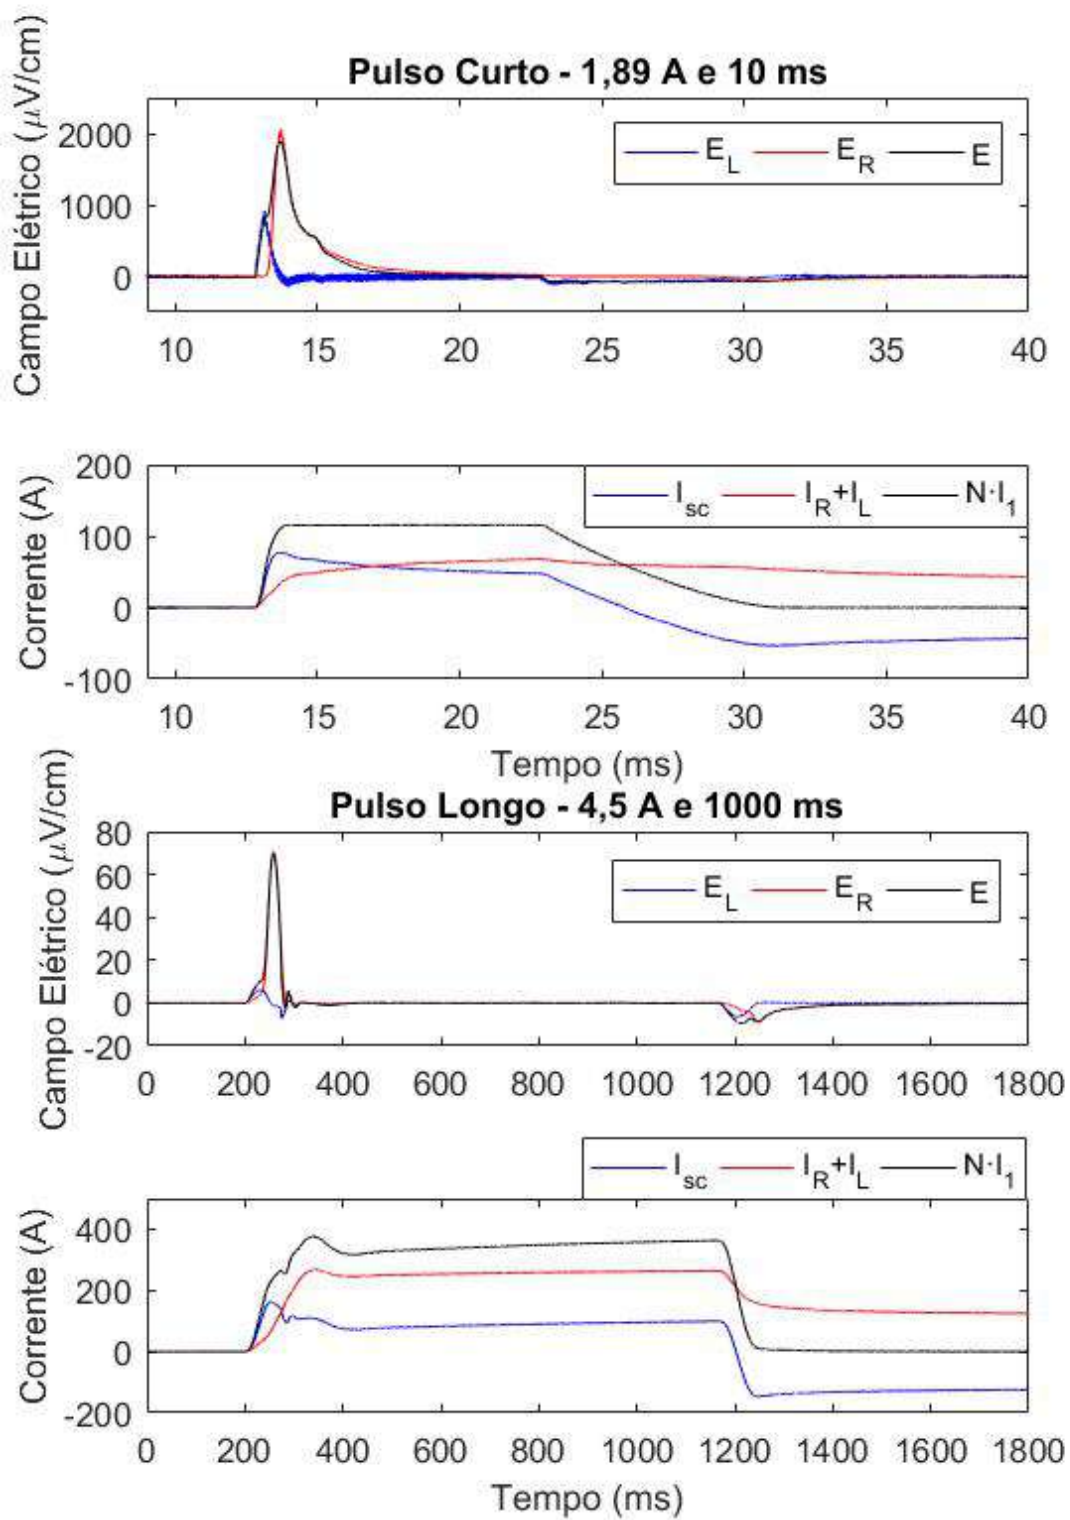 Pulso Curto - 1,89 A e 10 ms
Campo Elétrico (μV/cm)
2000
1000
0
E_L E_R E
10 15 20 25 30 35 40
Corrente (A)
200
100
0
-100
I_sc I_R+I_L N·I_1
10 15 20 25 30 35 40
Tempo (ms)
Pulso Longo - 4,5 A e 1000 ms
Campo Elétrico (μV/cm)
80
60
40
20
0
-20
E_L E_R E
0 200 400 600 800 1000 1200 1400 1600 1800
I_sc I_R+I_L N·I_1
Corrente (A)
400
200
0
-200
0 200 400 600 800 1000 1200 1400 1600 1800
Tempo (ms)